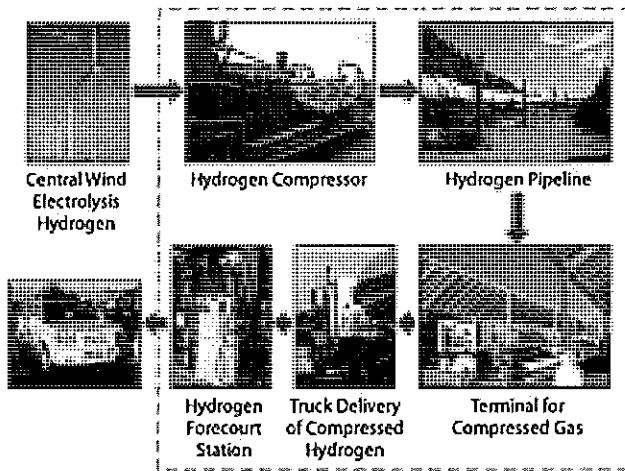 Central Wind
Electrolysis
Hydrogen
Hydrogen Compressor
Hydrogen Pipeline
Hydrogen
Forecourt
Station
Truck Delivery
of Compressed
Hydrogen
Terminal for
Compressed Gas